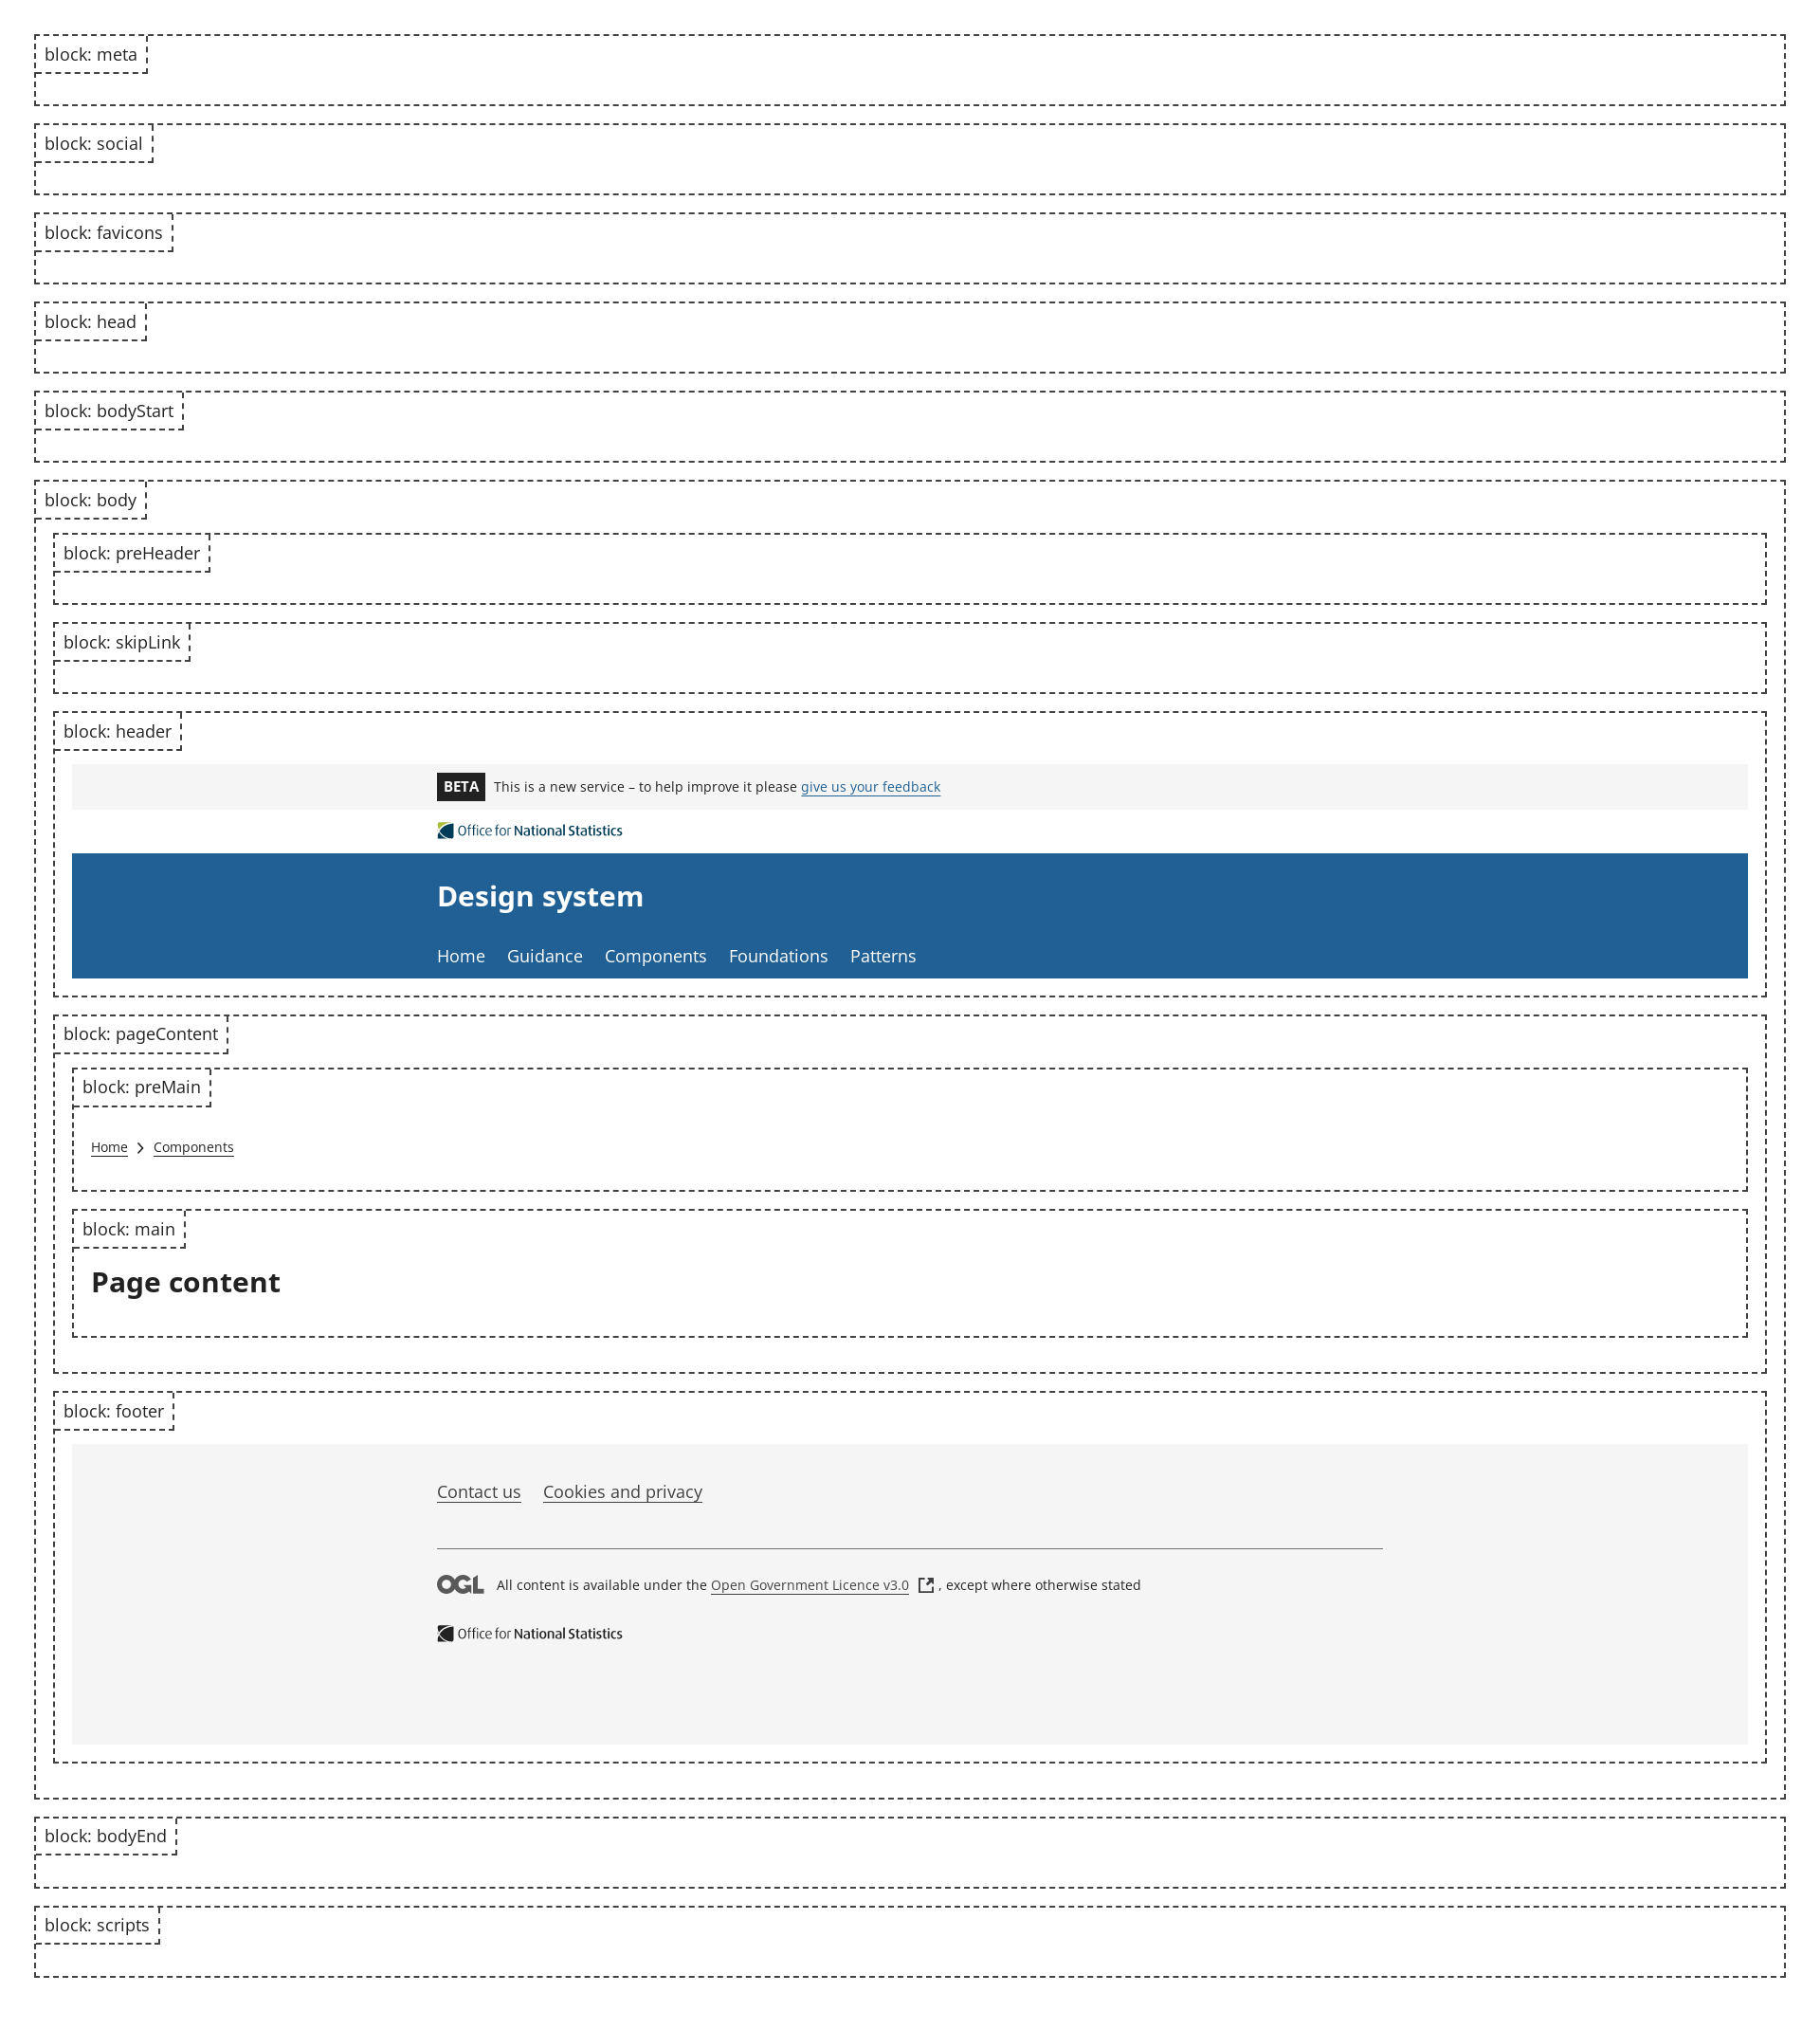 block: meta
block: social
block: favicons
block: head
block: bodyStart
block: body
block: preHeader
block: skipLink
block: header
BETA This is a new service – to help improve it please give us your feedback
Office for National Statistics
Design system
Home Guidance Components Foundations Patterns
block: pageContent
block: preMain
Home Components
block: main
Page content
block: footer
Contact us Cookies and privacy
OGL All content is available under the Open Government Licence v3.0 , except where otherwise stated
Office for National Statistics
block: bodyEnd
block: scripts